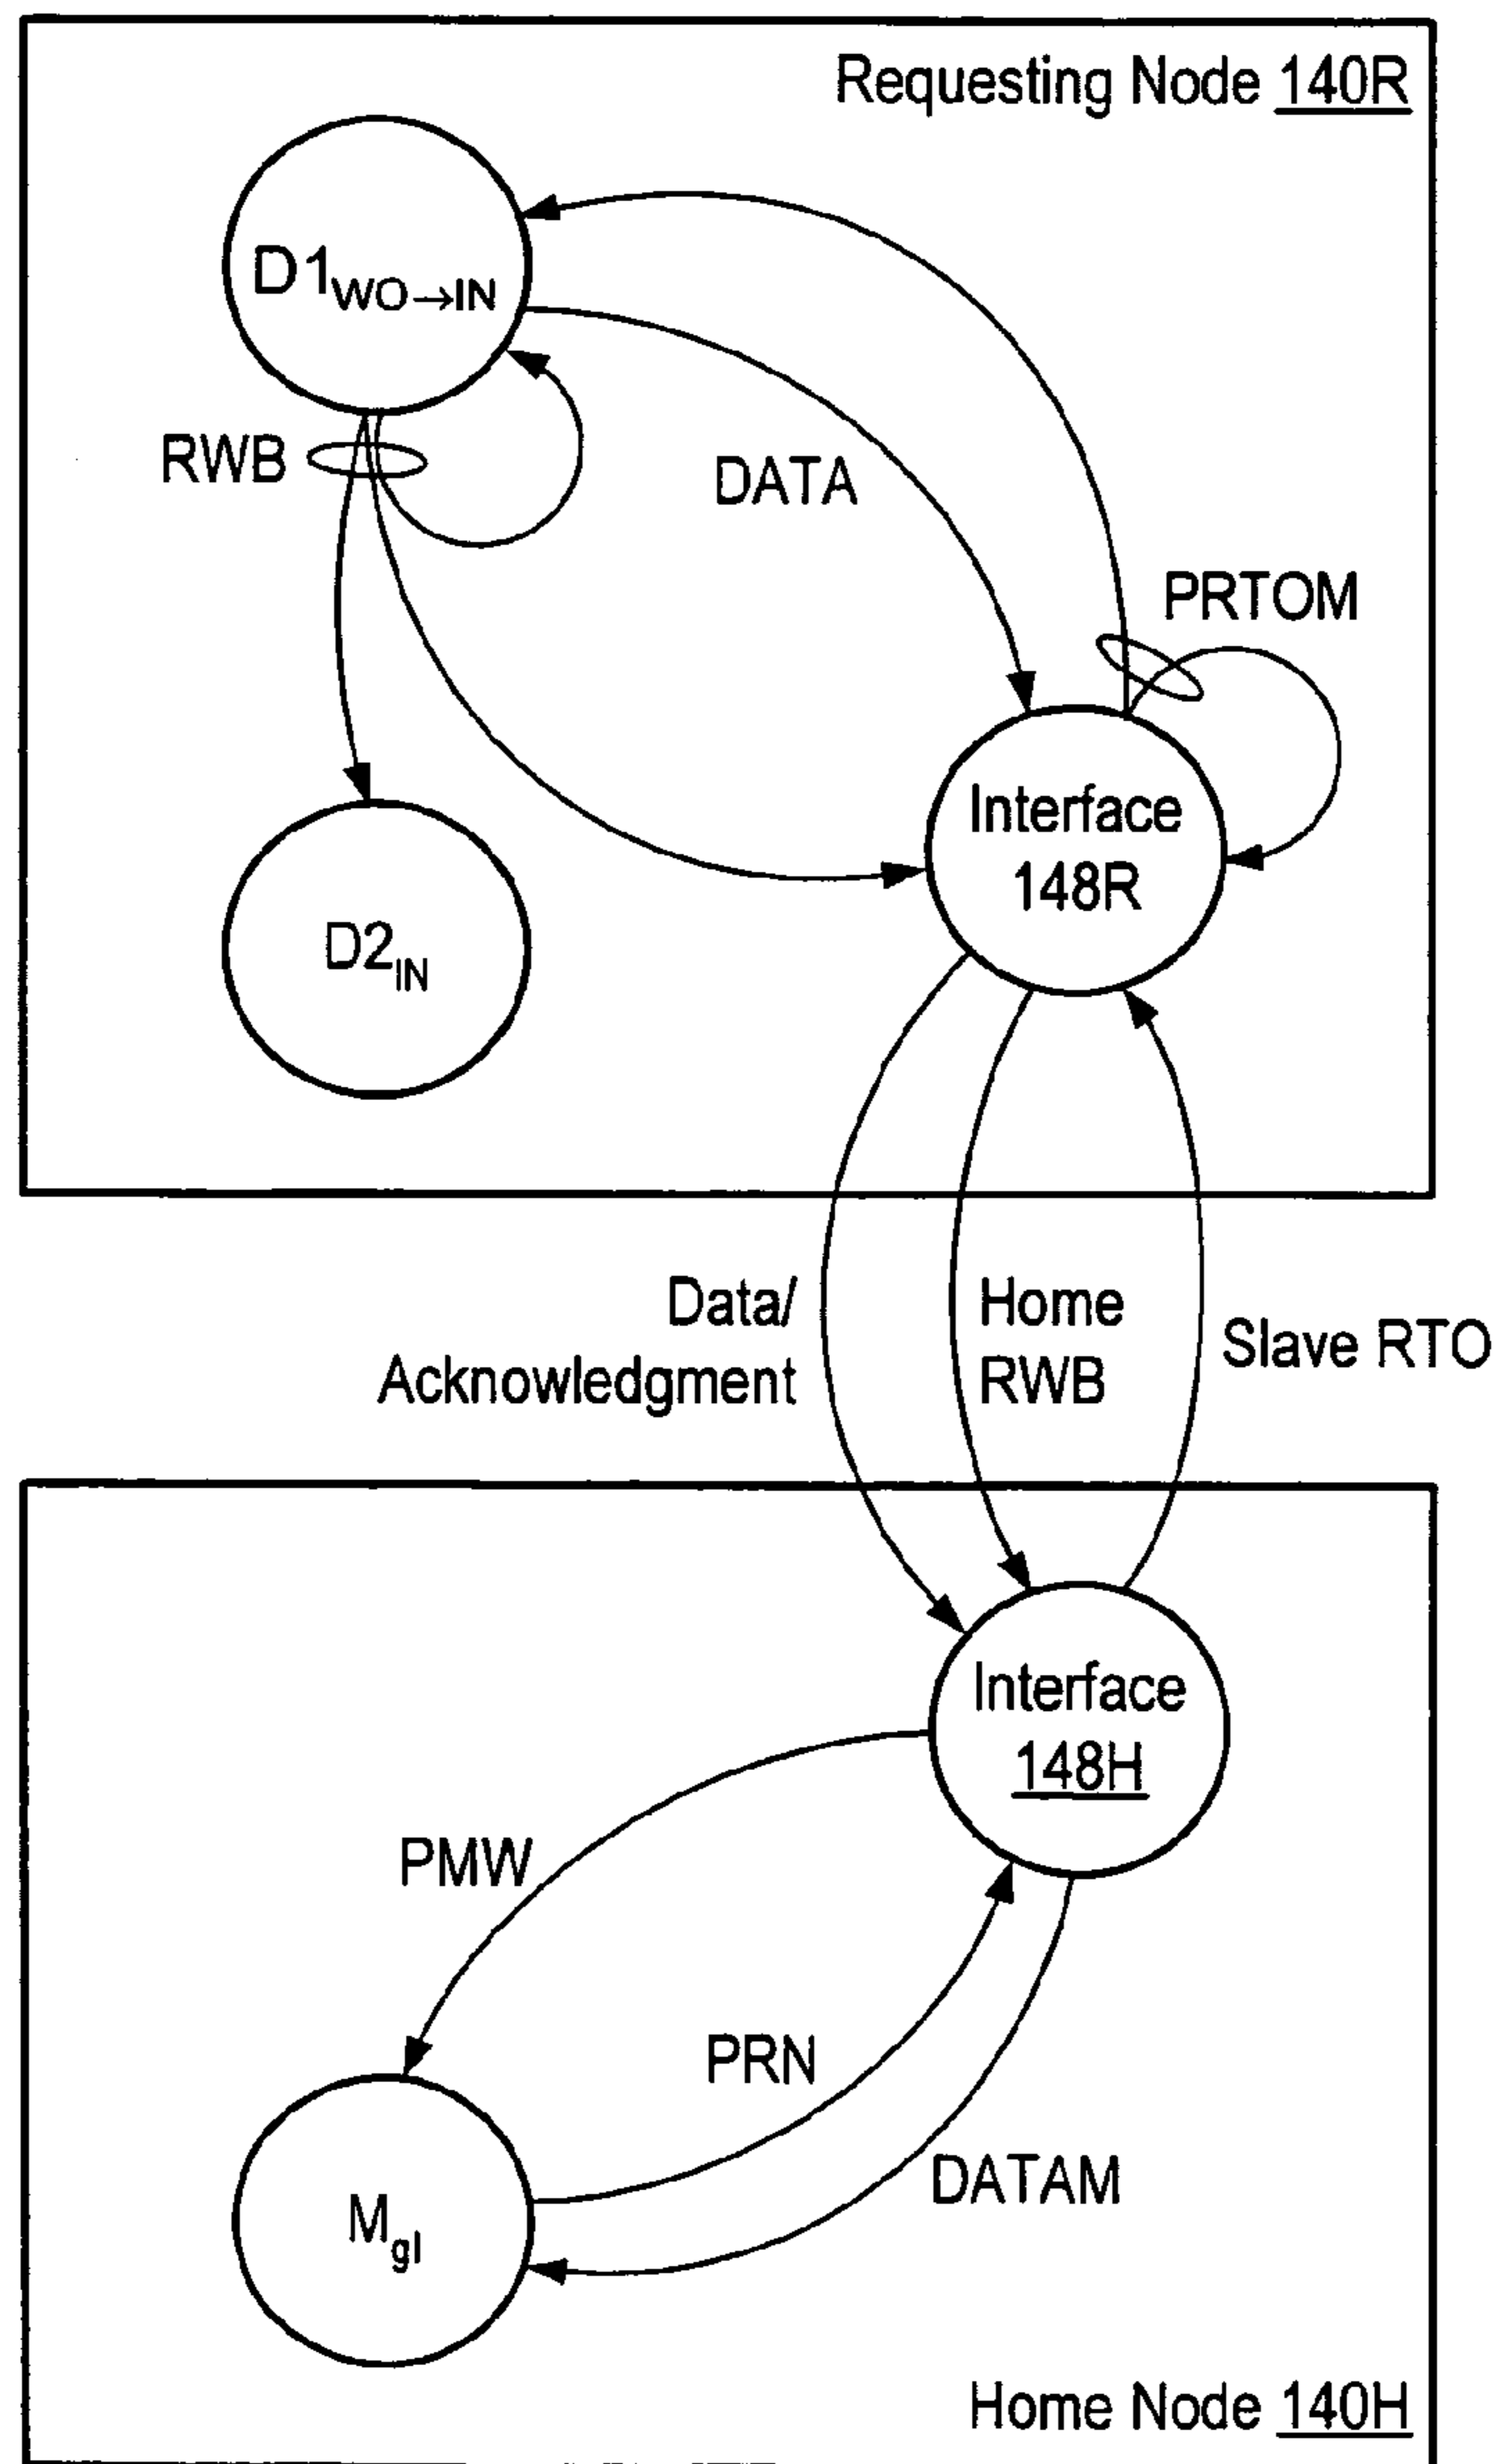 Requesting Node 140R
D1WO→IN
RWB
DATA
PRTOM
Interface
148R
D2IN
Data/
Acknowledgment
Home
RWB
Slave RTO
Interface
148H
PMW
PRN
DATAM
MgI
Home Node 140H